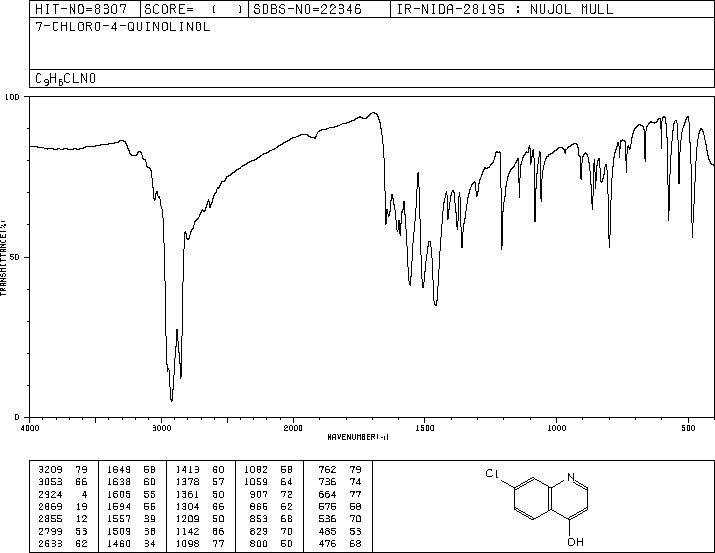 HIT-NO=8307 SCORE= ( ) SDBS-NO=22346 IR-NIDA-28195 : NUJOL MULL
7-CHLORO-4-QUINOLINOL
C9H6CLNO
100
50
0
TRANSMITTANCE(%)
4000 3000 2000 1500 1000 500
WAVENUMBER(-1)
3209 79 1649 68 1413 60 1082 58 762 79
3053 66 1638 60 1378 57 1059 64 736 74
2924 4 1605 55 1361 50 907 72 664 77
2869 19 1594 55 1304 66 866 62 575 58
2855 12 1557 39 1209 50 853 68 536 70
2799 53 1509 38 1142 86 829 70 485 53
2633 62 1460 34 1098 77 800 50 476 68
Cl
N
OH